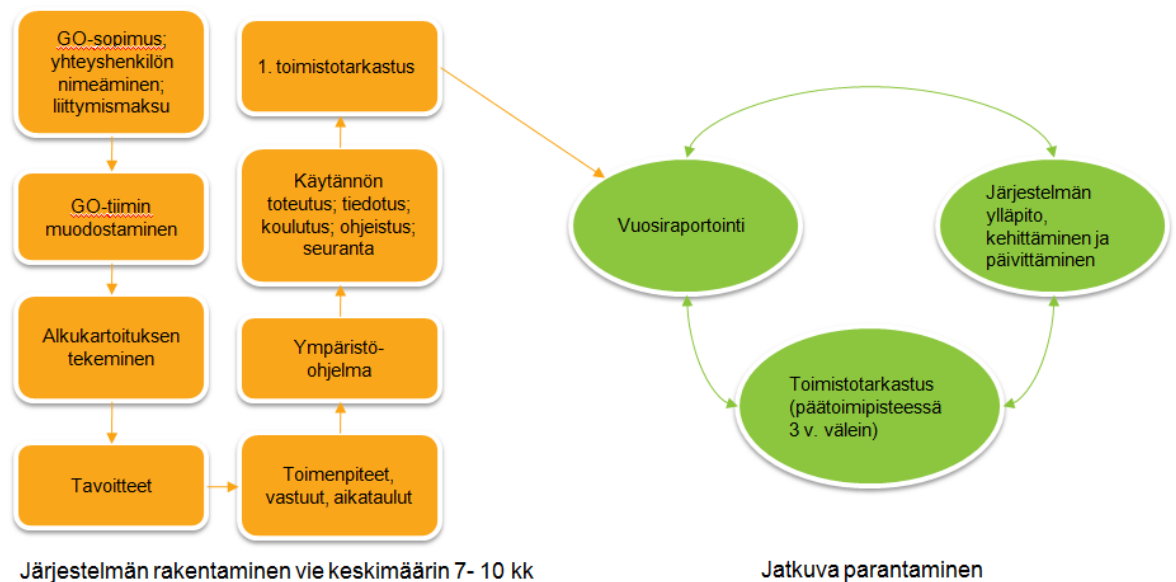 GO-sopimus;
yhteyshenkilön
nimeäminen;
liittymismaksu
GO-tiimin
muodostaminen
Alkukartoituksen
tekeminen
Tavoitteet
Toimenpiteet,
vastuut, aikataulut
Ympäristö-
ohjelma
Käytännön
toteutus; tiedotus;
koulutus; ohjeistus;
seuranta
1. toimistotarkastus
Vuosiraportointi
Järjestelmän
ylläpito,
kehittäminen ja
päivittäminen
Toimistotarkastus
(päätoimipisteessä
3 v. välein)
Järjestelmän rakentaminen vie keskimäärin 7- 10 kk
Jatkuva parantaminen